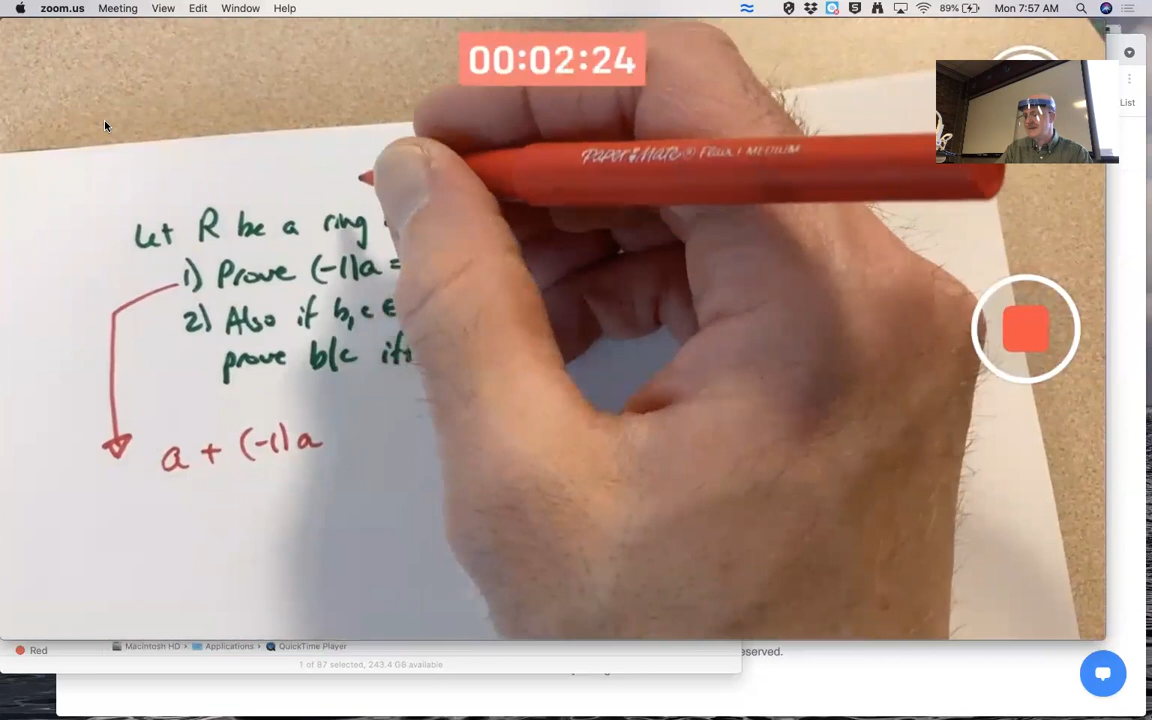 zoom.us Meeting View Edit Window Help 89% Mon 7:57 AM
00:02:24
List
Paper Mate® Flair MEDIUM
Let R be a ring
1) Prove (-1)a =
2) Also if b, c ∈
prove b|c iff
a + (-1)a
Red
Macintosh HD › Applications › QuickTime Player
1 of 87 selected, 243.4 GB available
eserved.